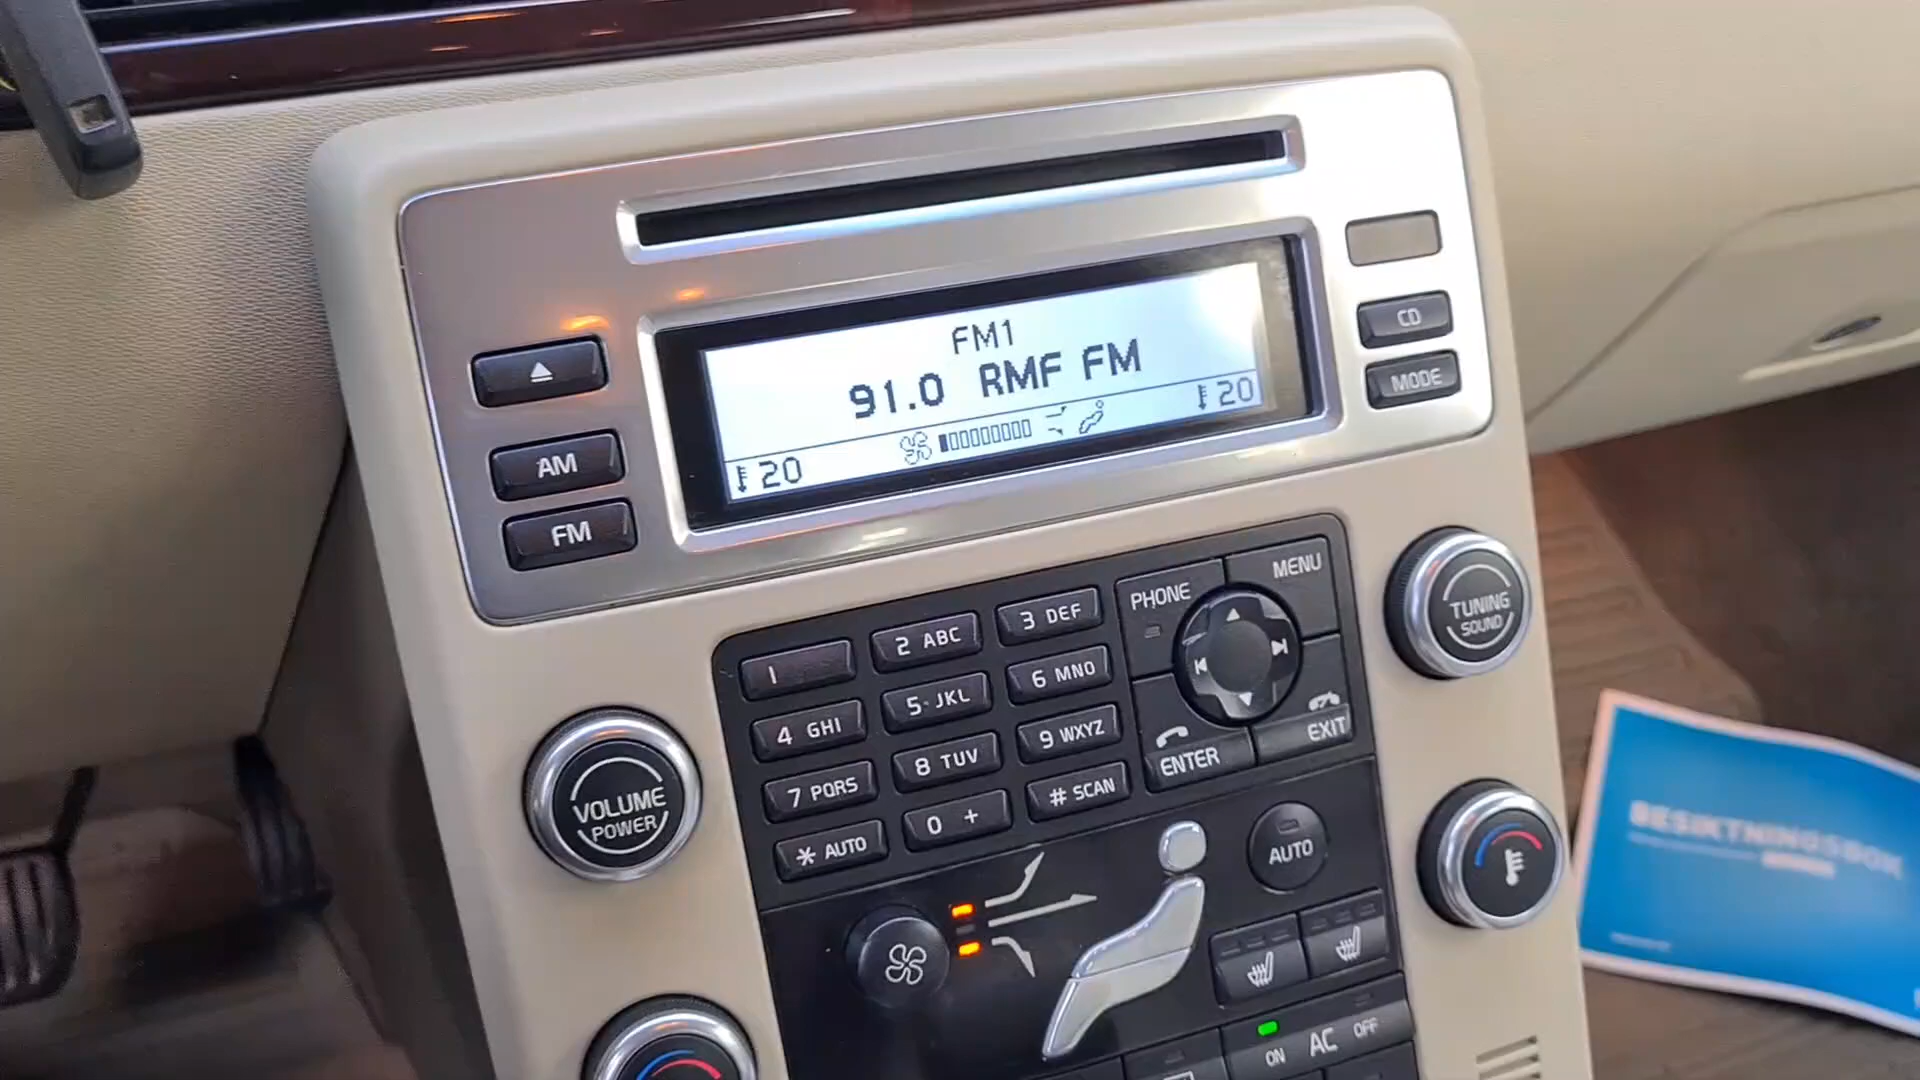 FM1
91.0 RMF FM
20
20
CD
MODE
AM
FM
MENU
PHONE
1
2 ABC
3 DEF
4 GHI
5 JKL
6 MNO
7 PQRS
8 TUV
9 WXYZ
* AUTO
0 +
# SCAN
ENTER
EXIT
TUNING
SOUND
VOLUME
POWER
AUTO
ON AC OFF
BESIKTNINGSBOK